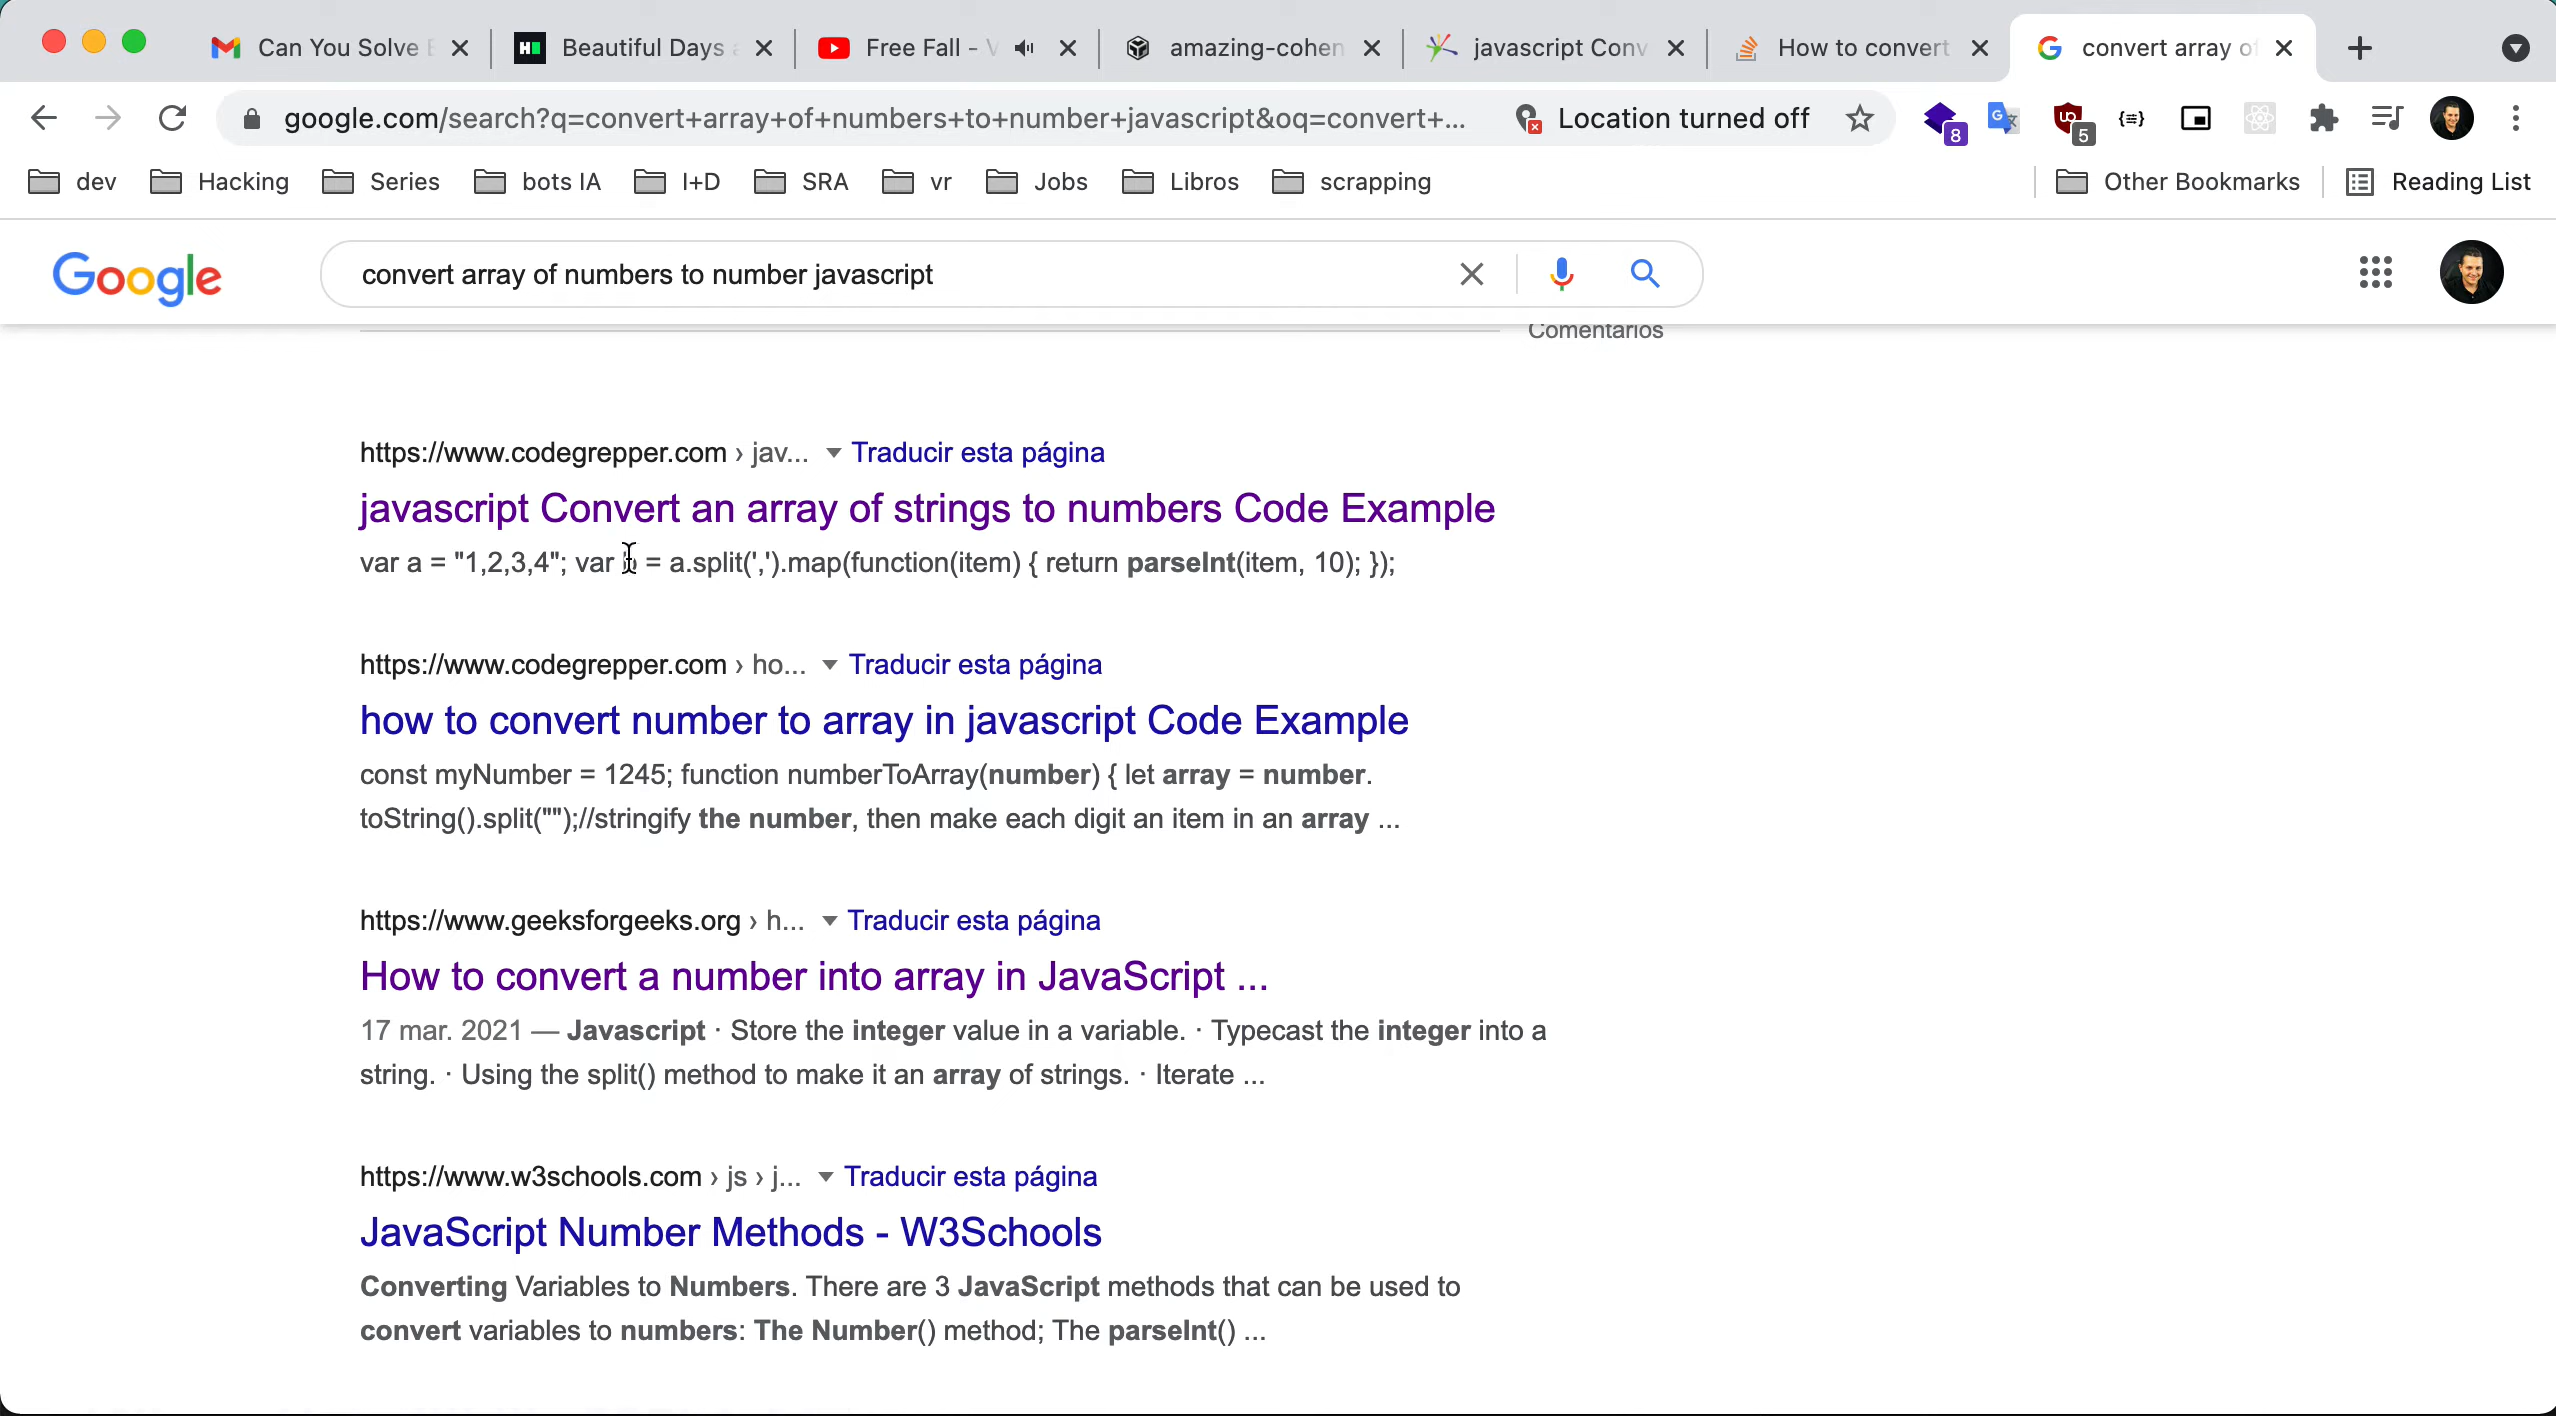 Can You Solve
Beautiful Days
Free Fall -
amazing-cohen
javascript Conv
How to convert
convert array of
google.com/search?q=convert+array+of+numbers+to+number+javascript&oq=convert+...
Location turned off
8
5
dev
Hacking
Series
bots IA
I+D
SRA
vr
Jobs
Libros
scrapping
Other Bookmarks
Reading List
Google
convert array of numbers to number javascript
Comentarios
https://www.codegrepper.com › jav... Traducir esta página
javascript Convert an array of strings to numbers Code Example
var a = "1,2,3,4"; var = a.split(',').map(function(item) { return parseInt(item, 10); });
https://www.codegrepper.com › ho... Traducir esta página
how to convert number to array in javascript Code Example
const myNumber = 1245; function numberToArray(number) { let array = number.
toString().split("");//stringify the number, then make each digit an item in an array ...
https://www.geeksforgeeks.org › h... Traducir esta página
How to convert a number into array in JavaScript ...
17 mar. 2021 — Javascript · Store the integer value in a variable. · Typecast the integer into a
string. · Using the split() method to make it an array of strings. · Iterate ...
https://www.w3schools.com › js › j... Traducir esta página
JavaScript Number Methods - W3Schools
Converting Variables to Numbers. There are 3 JavaScript methods that can be used to
convert variables to numbers: The Number() method; The parseInt() ...